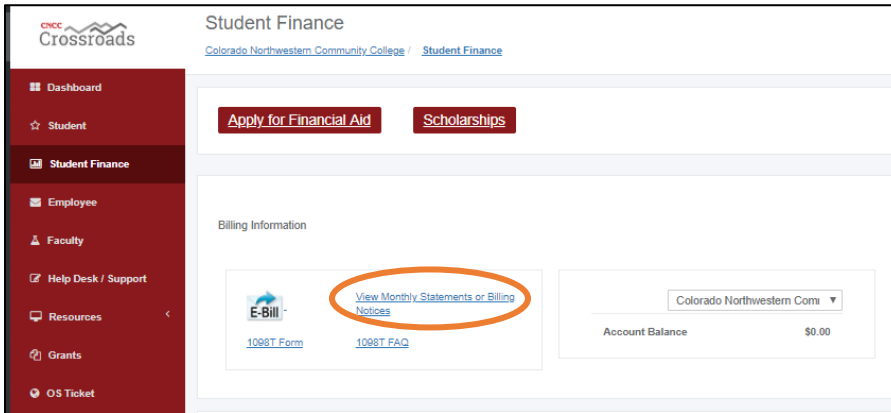 CNCC
Crossroads
Student Finance
Colorado Northwestern Community College / Student Finance
Dashboard
Student
Student Finance
Employee
Faculty
Help Desk / Support
Resources
Grants
OS Ticket
Apply for Financial Aid Scholarships
Billing Information
E-Bill -
View Monthly Statements or Billing
Notices
1098T Form 1098T FAQ
Colorado Northwestern Comi
Account Balance $0.00